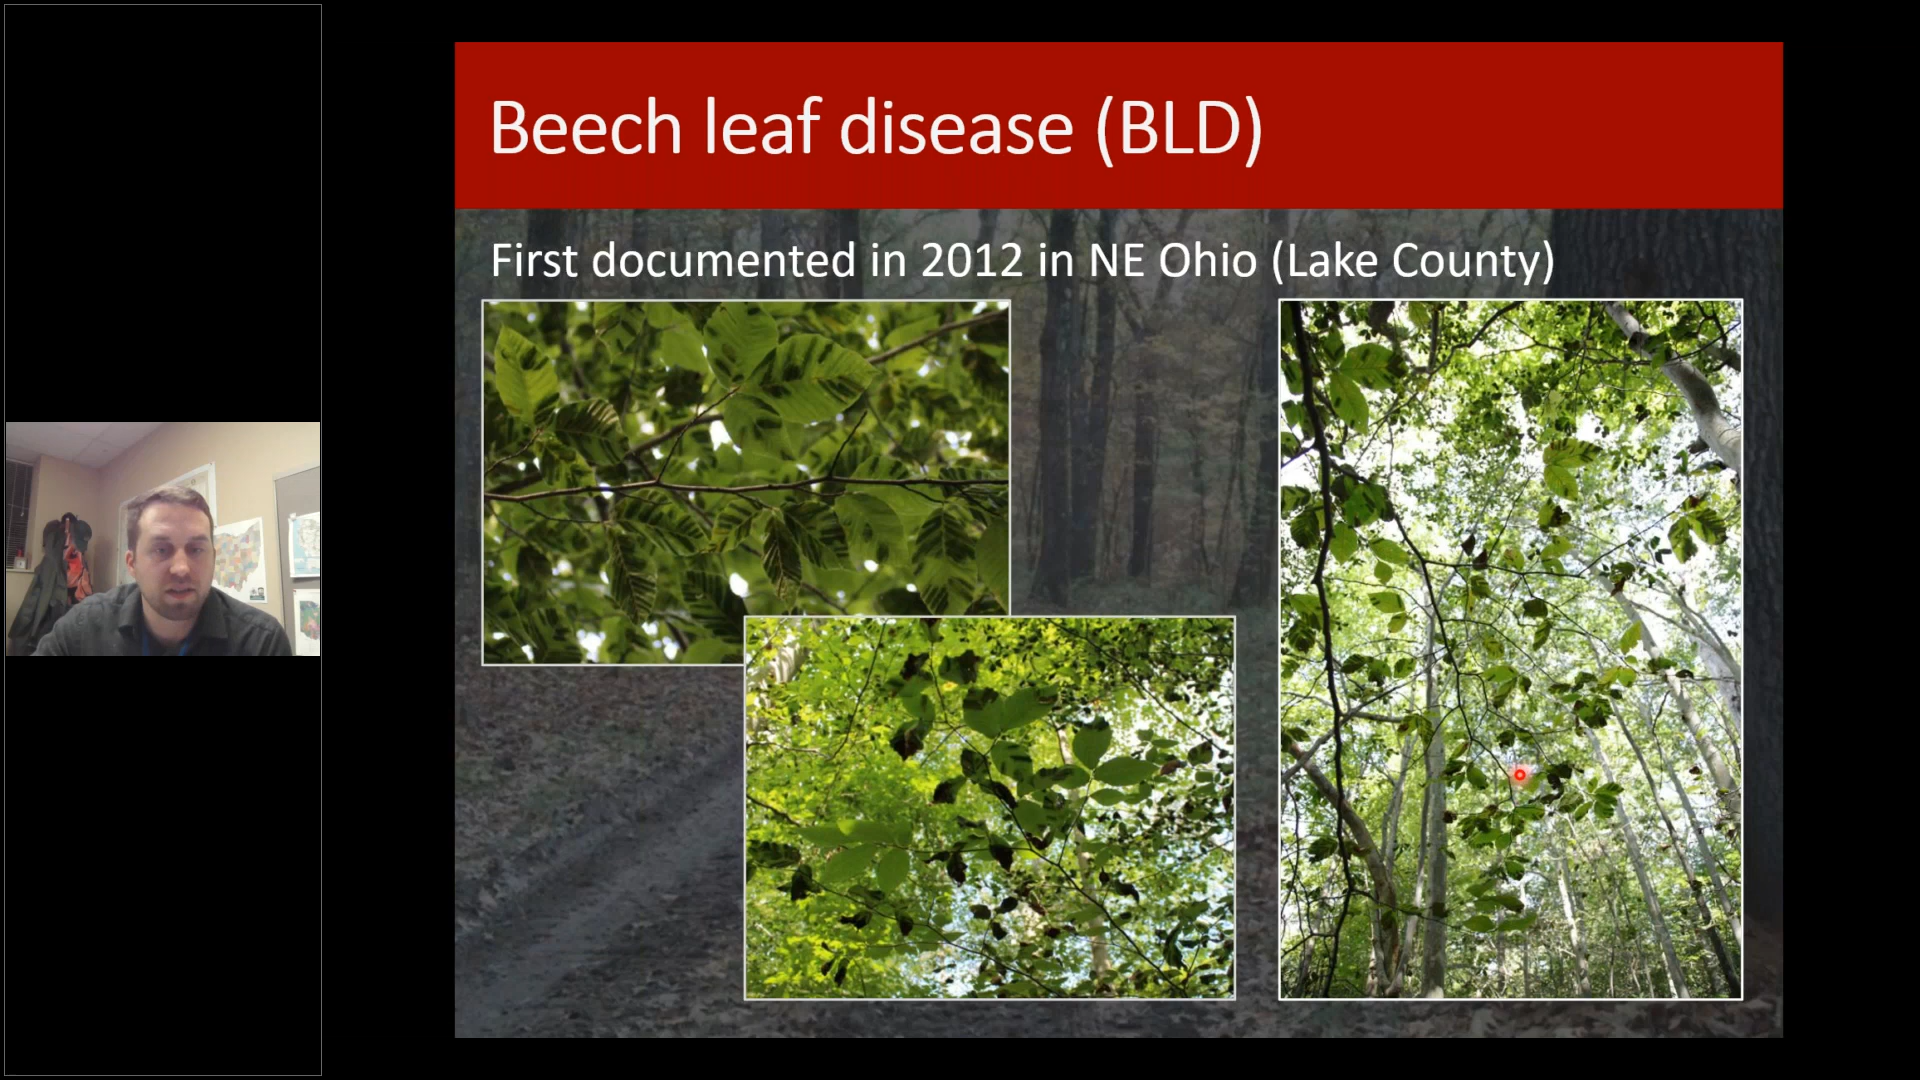 Beech leaf disease (BLD)
First documented in 2012 in NE Ohio (Lake County)